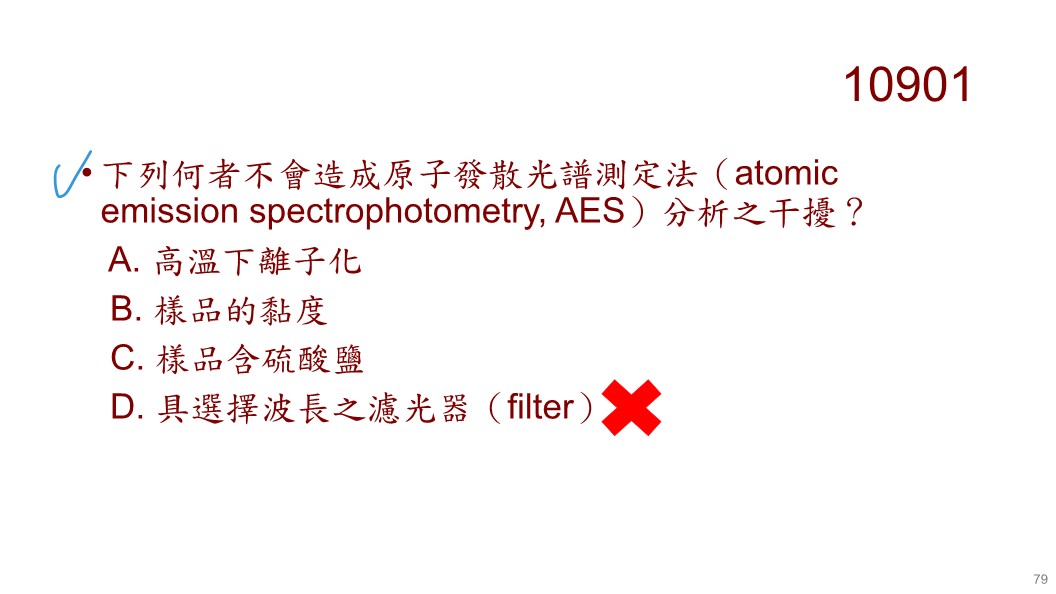 10901
• 下列何者不會造成原子發散光譜測定法（atomic
emission spectrophotometry, AES）分析之干擾？
A. 高溫下離子化
B. 樣品的黏度
C. 樣品含硫酸鹽
D. 具選擇波長之濾光器（filter）
79